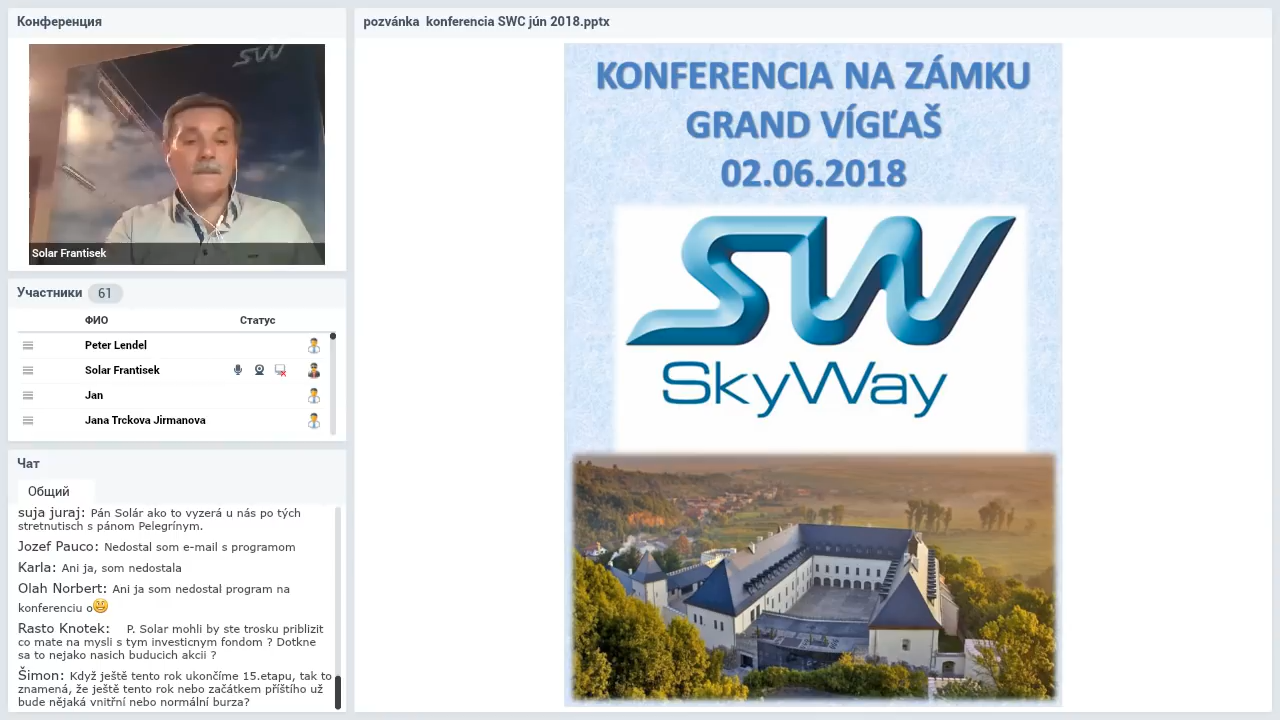 Конференция
SW
Solar Frantisek
Участники 61
ФИО Статус
Peter Lendel
Solar Frantisek
Jan
Jana Trckova Jirmanova
Чат
Общий
suja juraj: Pán Solár ako to vyzerá u nás po tých
stretnutisch s pánom Pelegrínym.
Jozef Pauco: Nedostal som e-mail s programom
Karla: Ani ja, som nedostala
Olah Norbert: Ani ja som nedostal program na
konferenciu o
Rasto Knotek: P. Solar mohli by ste trosku priblizit
co mate na mysli s tym investicnym fondom ? Dotkne
sa to nejako nasich buducich akcii ?
Šimon: Když ještě tento rok ukončíme 15.etapu, tak to
znamená, že ještě tento rok nebo začátkem příštího už
bude nějaká vnitřní nebo normální burza?
pozvánka konferencia SWC jún 2018.pptx
KONFERENCIA NA ZÁMKU
GRAND VÍGĽAŠ
02.06.2018
SW
SkyWay